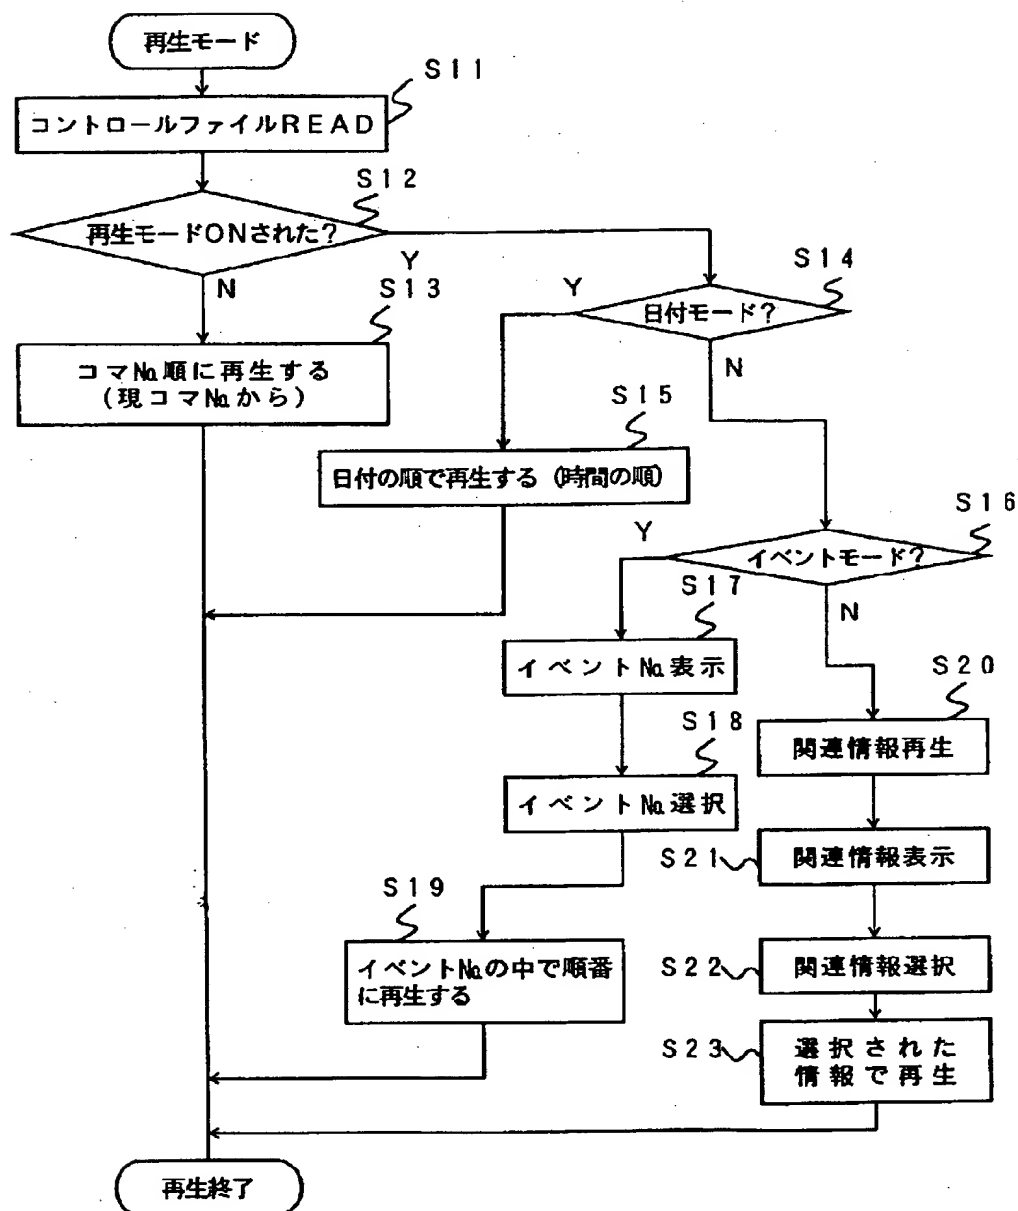 再生モード
S11
コントロールファイルREAD
S12
再生モードONされた?
Y
N
S13
コマ№順に再生する
(現コマ№から)
S14
Y
日付モード?
N
S15
日付の順で再生する(時間の順)
S16
Y
イベントモード?
N
S17
イベント№表示
S18
イベント№選択
S19
イベント№の中で順番
に再生する
S20
関連情報再生
S21
関連情報表示
S22
関連情報選択
S23
選択された
情報で再生
再生終了